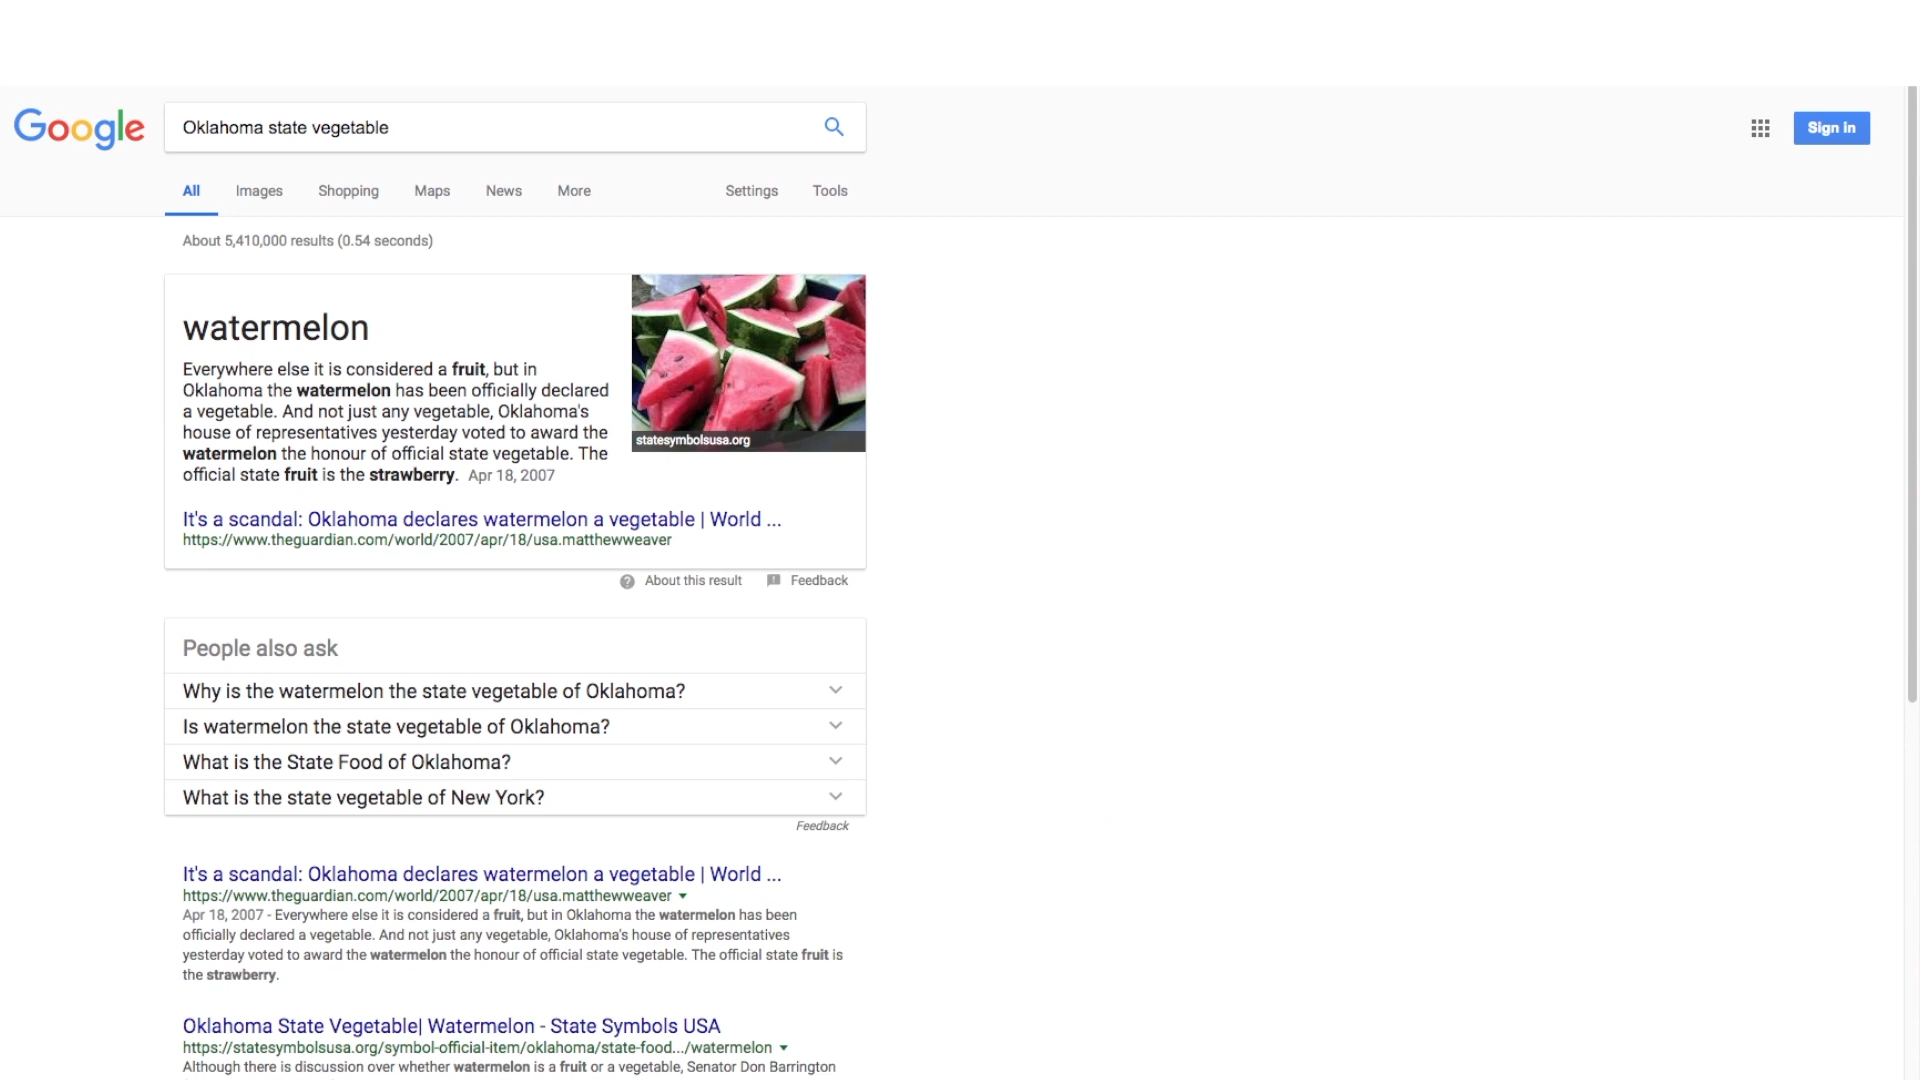 Google
Oklahoma state vegetable
Sign in
All Images Shopping Maps News More Settings Tools
About 5,410,000 results (0.54 seconds)
watermelon
Everywhere else it is considered a fruit, but in
Oklahoma the watermelon has been officially declared
a vegetable. And not just any vegetable, Oklahoma's
house of representatives yesterday voted to award the
watermelon the honour of official state vegetable. The
official state fruit is the strawberry. Apr 18, 2007
statesymbolsusa.org
It's a scandal: Oklahoma declares watermelon a vegetable | World ...
https://www.theguardian.com/world/2007/apr/18/usa.matthewweaver
About this result Feedback
People also ask
Why is the watermelon the state vegetable of Oklahoma?
Is watermelon the state vegetable of Oklahoma?
What is the State Food of Oklahoma?
What is the state vegetable of New York?
Feedback
It's a scandal: Oklahoma declares watermelon a vegetable | World ...
https://www.theguardian.com/world/2007/apr/18/usa.matthewweaver
Apr 18, 2007 - Everywhere else it is considered a fruit, but in Oklahoma the watermelon has been
officially declared a vegetable. And not just any vegetable, Oklahoma's house of representatives
yesterday voted to award the watermelon the honour of official state vegetable. The official state fruit is
the strawberry.
Oklahoma State Vegetable| Watermelon - State Symbols USA
https://statesymbolsusa.org/symbol-official-item/oklahoma/state-food.../watermelon
Although there is discussion over whether watermelon is a fruit or a vegetable, Senator Don Barrington